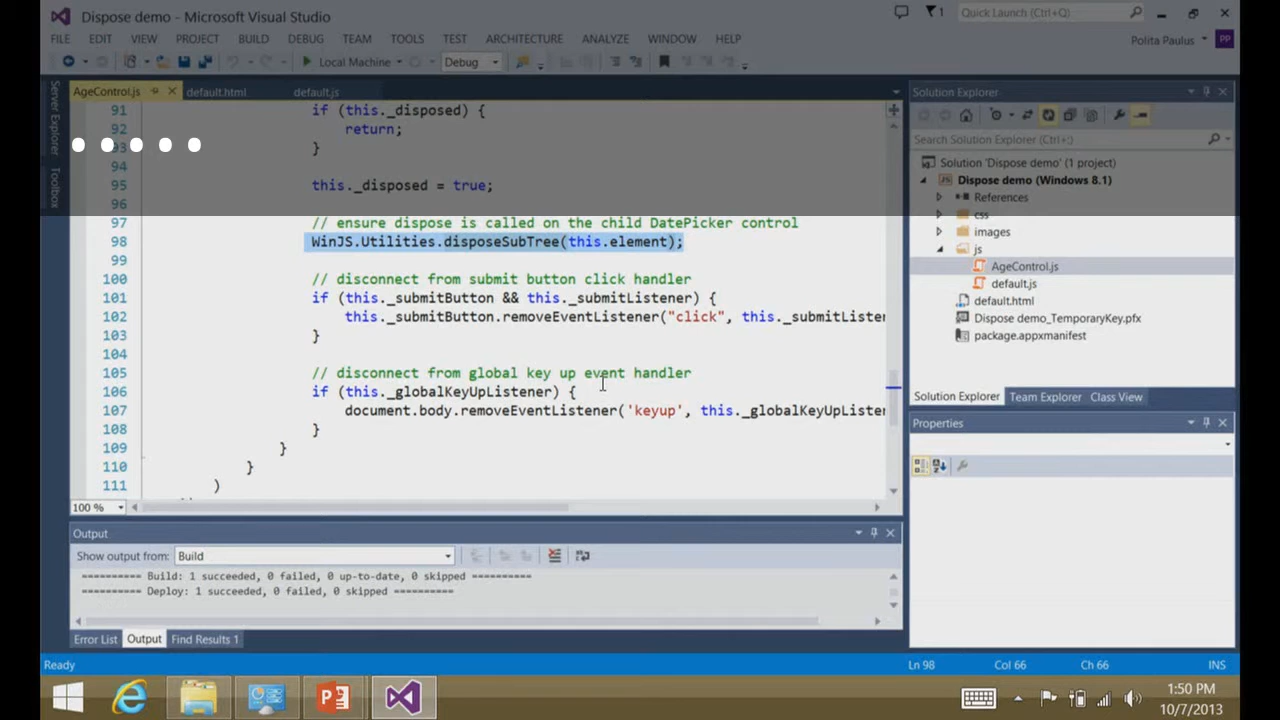 Dispose demo - Microsoft Visual Studio
1
Quick Launch (Ctrl+Q)
FILE EDIT VIEW PROJECT BUILD DEBUG TEAM TOOLS TEST ARCHITECTURE ANALYZE WINDOW HELP
Polita Paulus PP
Local Machine Debug
Server Explorer
Toolbox
AgeControl.js default.html default.js
91 if (this._disposed) {
92 return;
93 }
94
95 this._disposed = true;
96
97 // ensure dispose is called on the child DatePicker control
98 WinJS.Utilities.disposeSubTree(this.element);
99
100 // disconnect from submit button click handler
101 if (this._submitButton && this._submitListener) {
102 this._submitButton.removeEventListener("click", this._submitListen
103 }
104
105 // disconnect from global key up event handler
106 if (this._globalKeyUpListener) {
107 document.body.removeEventListener('keyup', this._globalKeyUpListen
108 }
109 }
110 }
111 )
100 %
Solution Explorer
Search Solution Explorer (Ctrl+;)
Solution 'Dispose demo' (1 project)
Dispose demo (Windows 8.1)
References
css
images
js
AgeControl.js
default.js
default.html
Dispose demo_TemporaryKey.pfx
package.appxmanifest
Solution Explorer Team Explorer Class View
Properties
Output
Show output from: Build
========== Build: 1 succeeded, 0 failed, 0 up-to-date, 0 skipped ==========
========== Deploy: 1 succeeded, 0 failed, 0 skipped ==========
Error List Output Find Results 1
Ready Ln 98 Col 66 Ch 66 INS
1:50 PM
10/7/2013